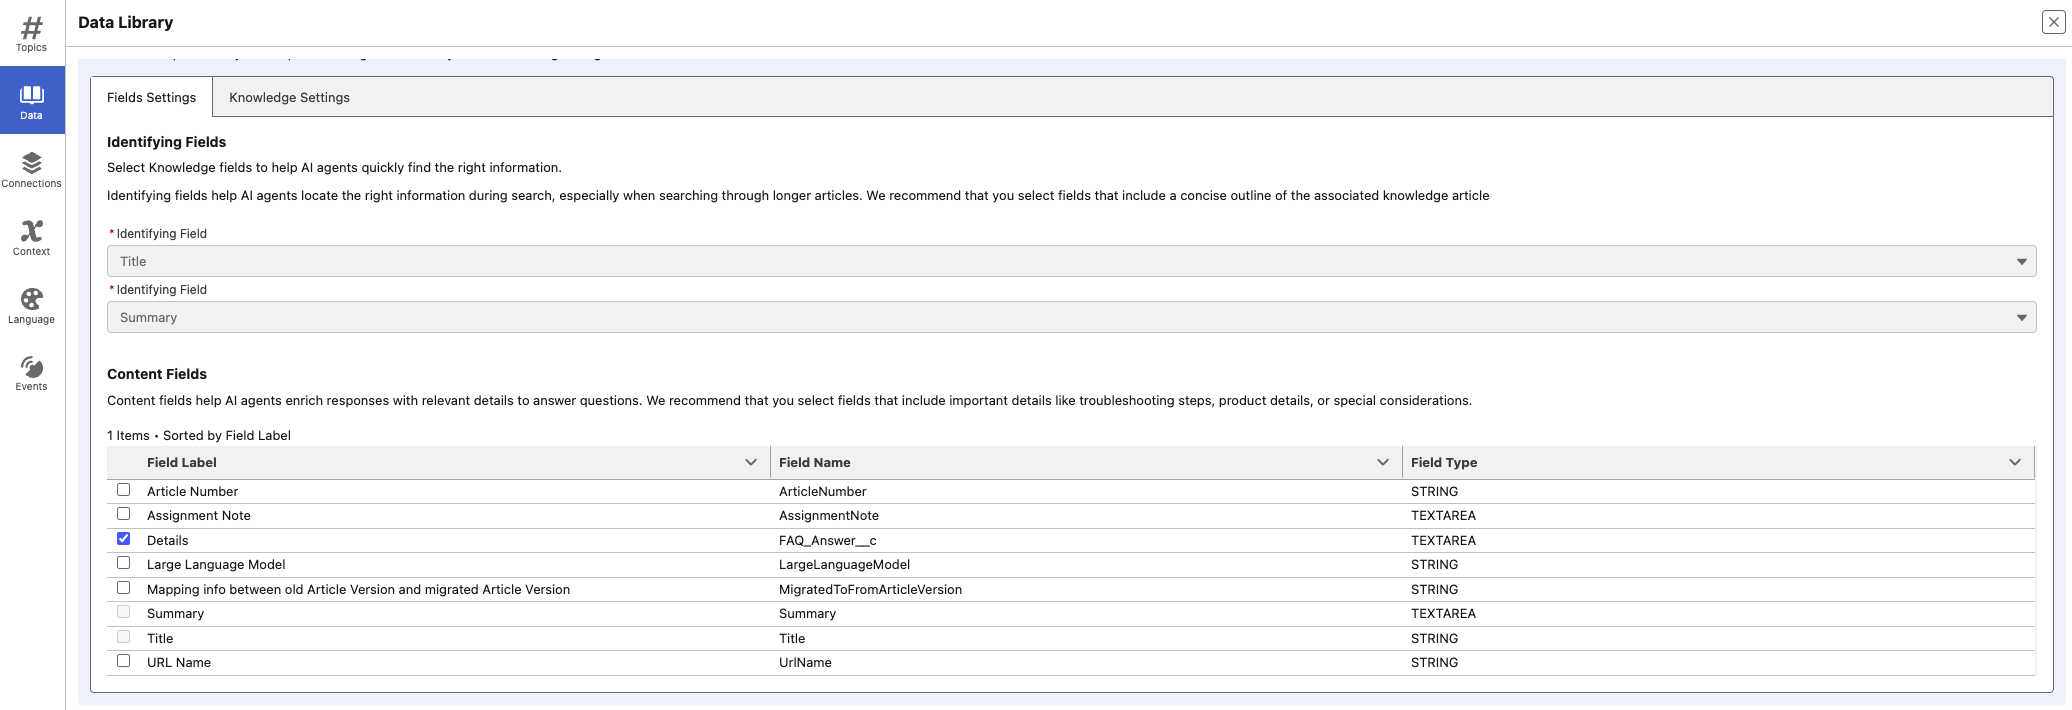 Data Library
Topics
Data
Connections
Context
Language
Events
Fields Settings
Knowledge Settings
Identifying Fields
Select Knowledge fields to help AI agents quickly find the right information.
Identifying fields help AI agents locate the right information during search, especially when searching through longer articles. We recommend that you select fields that include a concise outline of the associated knowledge article
* Identifying Field
Title
* Identifying Field
Summary
Content Fields
Content fields help AI agents enrich responses with relevant details to answer questions. We recommend that you select fields that include important details like troubleshooting steps, product details, or special considerations.
1 Items • Sorted by Field Label
Field Label Field Name Field Type
Article Number ArticleNumber STRING
Assignment Note AssignmentNote TEXTAREA
Details FAQ_Answer__c TEXTAREA
Large Language Model LargeLanguageModel STRING
Mapping info between old Article Version and migrated Article Version MigratedToFromArticleVersion STRING
Summary Summary TEXTAREA
Title Title STRING
URL Name UrlName STRING